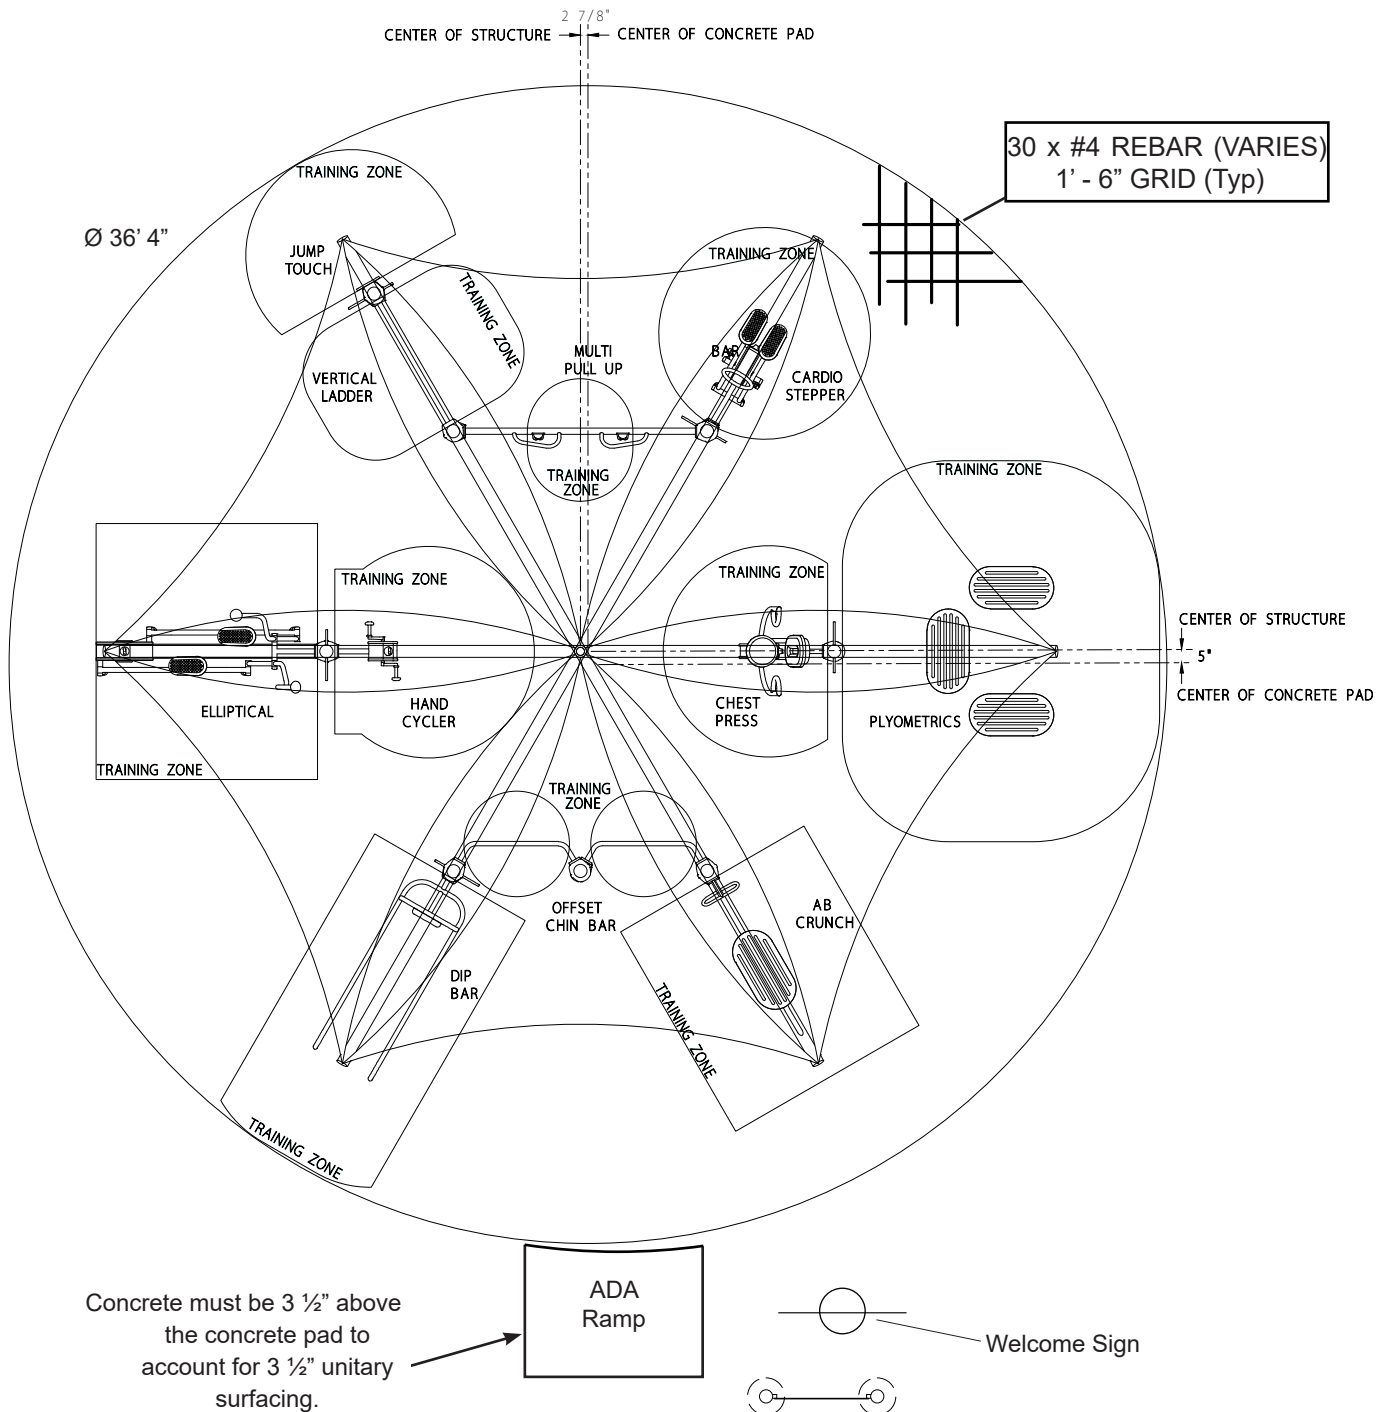 2 7/8"
CENTER OF STRUCTURE
CENTER OF CONCRETE PAD
30 x #4 REBAR (VARIES)
1' - 6" GRID (Typ)
TRAINING ZONE
Ø 36' 4"
JUMP
TOUCH
TRAINING ZONE
TRAINING ZONE
VERTICAL
LADDER
MULTI
PULL UP
BAR
CARDIO
STEPPER
TRAINING
ZONE
TRAINING ZONE
TRAINING ZONE
TRAINING ZONE
CENTER OF STRUCTURE
5"
CENTER OF CONCRETE PAD
ELLIPTICAL
HAND
CYCLER
CHEST
PRESS
PLYOMETRICS
TRAINING ZONE
TRAINING
ZONE
OFFSET
CHIN BAR
AB
CRUNCH
DIP
BAR
TRAINING ZONE
TRAINING ZONE
Concrete must be 3 ½” above
the concrete pad to
account for 3 ½” unitary
surfacing.
ADA
Ramp
Welcome Sign